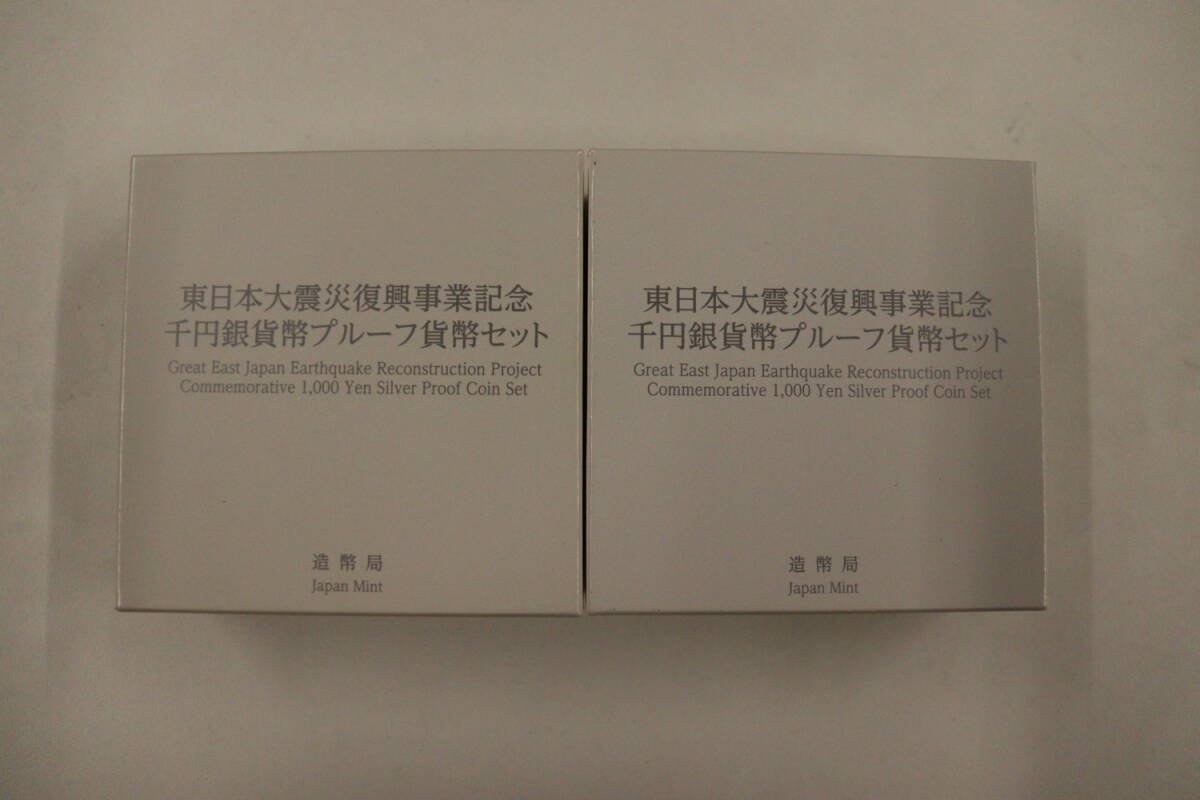 東日本大震災復興事業記念
千円銀貨幣プルーフ貨幣セット
Great East Japan Earthquake Reconstruction Project
Commemorative 1,000 Yen Silver Proof Coin Set
造幣局
Japan Mint
東日本大震災復興事業記念
千円銀貨幣プルーフ貨幣セット
Great East Japan Earthquake Reconstruction Project
Commemorative 1,000 Yen Silver Proof Coin Set
造幣局
Japan Mint